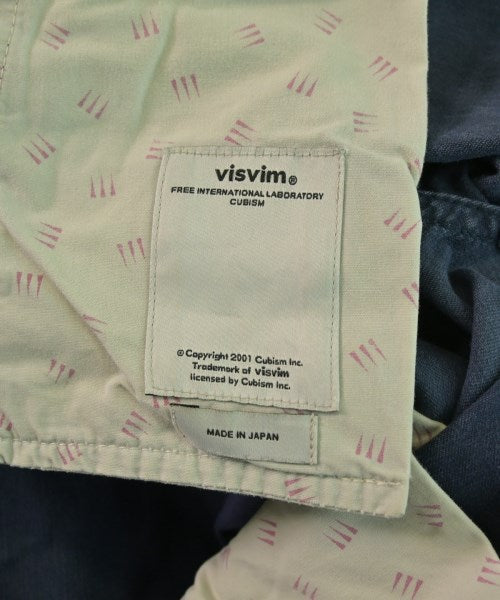 visvim®
FREE INTERNATIONAL LABORATORY
CUBISM
© Copyright 2001 Cubism Inc.
Trademark of visvim
licensed by Cubism Inc.
MADE IN JAPAN